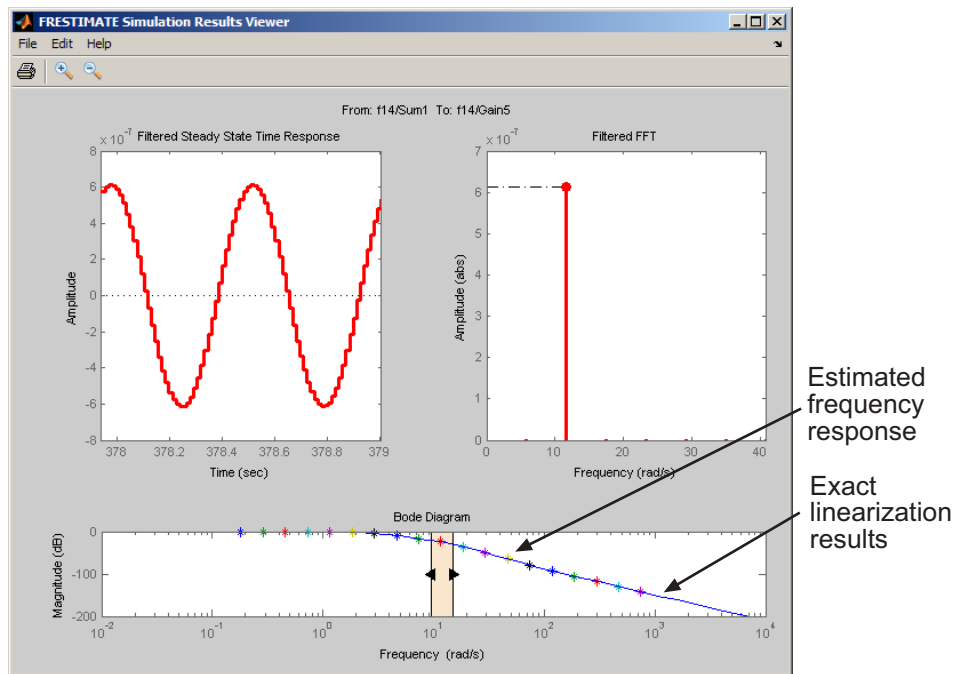 FRESTIMATE Simulation Results Viewer
File Edit Help
From: f14/Sum1 To: f14/Gain5
x 10^-7 Filtered Steady State Time Response
8
6
4
2
0
-2
-4
-6
-8
Amplitude
378 378.2 378.4 378.6 378.8 379
Time (sec)
x 10^-7 Filtered FFT
7
6
5
4
3
2
1
0
Amplitude (abs)
0 10 20 30 40
Frequency (rad/s)
Estimated
frequency
response
Exact
linearization
results
Bode Diagram
0
-100
-200
Magnitude (dB)
10^-2 10^-1 10^0 10^1 10^2 10^3 10^4
Frequency (rad/s)